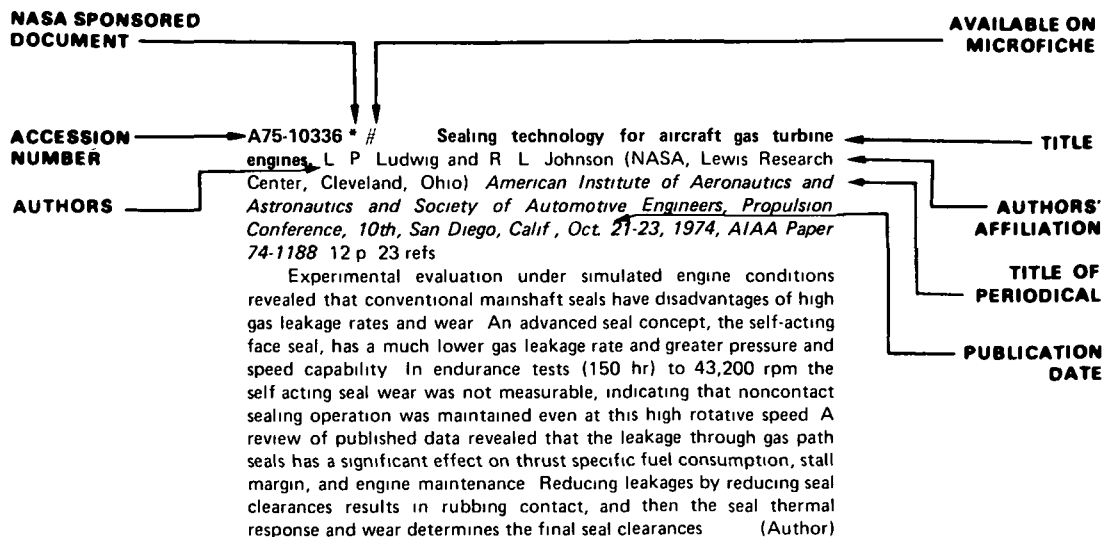 NASA SPONSORED
DOCUMENT
AVAILABLE ON
MICROFICHE
ACCESSION
NUMBER
AUTHORS
A75-10336 * # Sealing technology for aircraft gas turbine
engines. L P Ludwig and R L Johnson (NASA, Lewis Research
Center, Cleveland, Ohio) American Institute of Aeronautics and
Astronautics and Society of Automotive Engineers, Propulsion
Conference, 10th, San Diego, Calif, Oct. 21-23, 1974, AIAA Paper
74-1188 12 p 23 refs
Experimental evaluation under simulated engine conditions
revealed that conventional mainshaft seals have disadvantages of high
gas leakage rates and wear An advanced seal concept, the self-acting
face seal, has a much lower gas leakage rate and greater pressure and
speed capability In endurance tests (150 hr) to 43,200 rpm the
self acting seal wear was not measurable, indicating that noncontact
sealing operation was maintained even at this high rotative speed A
review of published data revealed that the leakage through gas path
seals has a significant effect on thrust specific fuel consumption, stall
margin, and engine maintenance Reducing leakages by reducing seal
clearances results in rubbing contact, and then the seal thermal
response and wear determines the final seal clearances (Author)
TITLE
AUTHORS'
AFFILIATION
TITLE OF
PERIODICAL
PUBLICATION
DATE